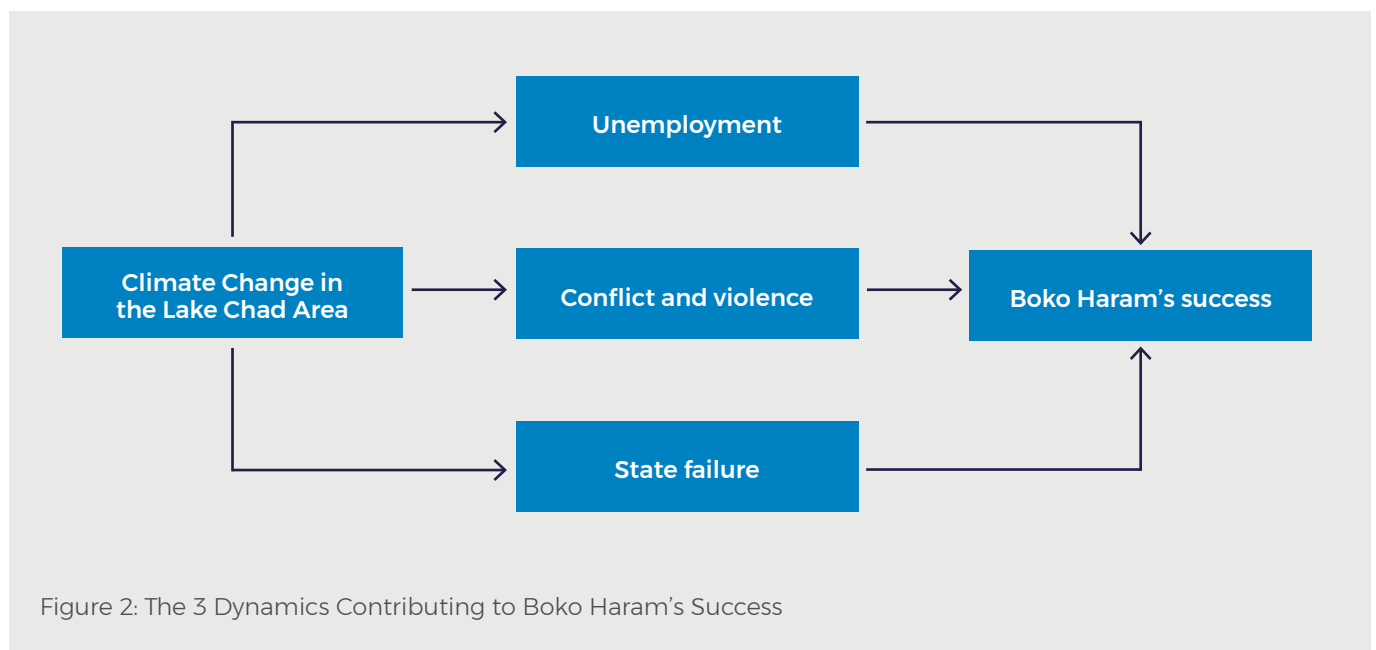 Unemployment
Climate Change in
the Lake Chad Area
Conflict and violence
Boko Haram’s success
State failure
Figure 2: The 3 Dynamics Contributing to Boko Haram’s Success